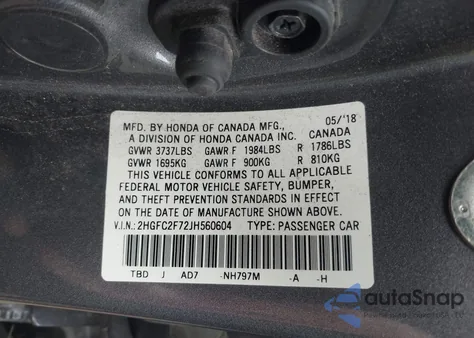 MFD. BY HONDA OF CANADA MFG., 05/'18
A DIVISION OF HONDA CANADA INC. CANADA
GVWR 3737LBS GAWR F 1984LBS R 1786LBS
GVWR 1695KG GAWR F 900KG R 810KG
THIS VEHICLE CONFORMS TO ALL APPLICABLE
FEDERAL MOTOR VEHICLE SAFETY, BUMPER,
AND THEFT PREVENTION STANDARDS IN EFFECT
ON THE DATE OF MANUFACTURE SHOWN ABOVE.
V.I.N.: 2HGFC2F72JH560604 TYPE: PASSENGER CAR
TBD J AD7 -NH797M -A -H
autaSnap